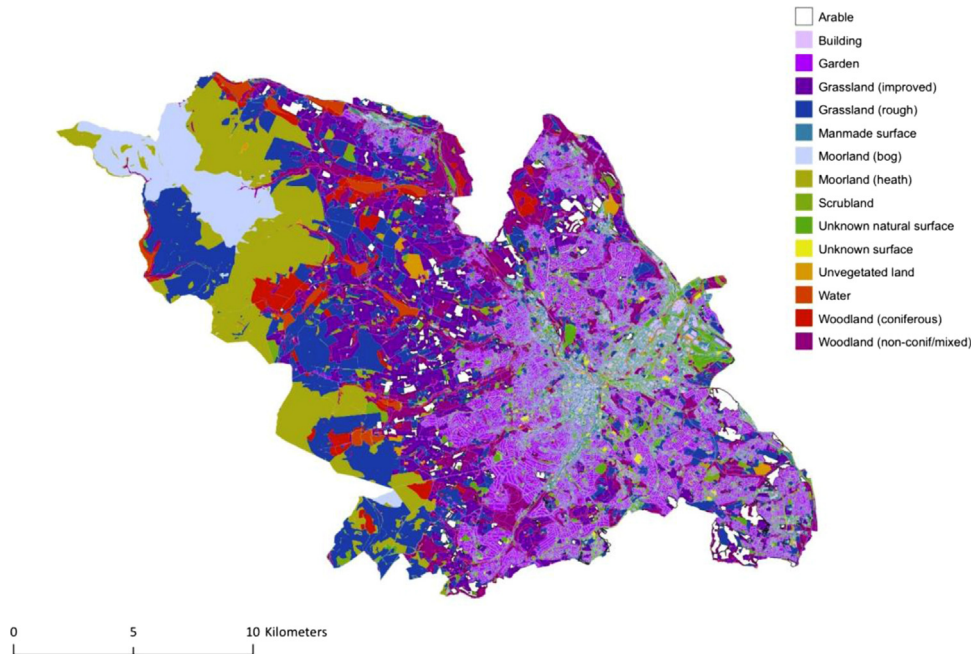 Arable
Building
Garden
Grassland (improved)
Grassland (rough)
Manmade surface
Moorland (bog)
Moorland (heath)
Scrubland
Unknown natural surface
Unknown surface
Unvegetated land
Water
Woodland (coniferous)
Woodland (non-conif/mixed)
0 5 10 Kilometers